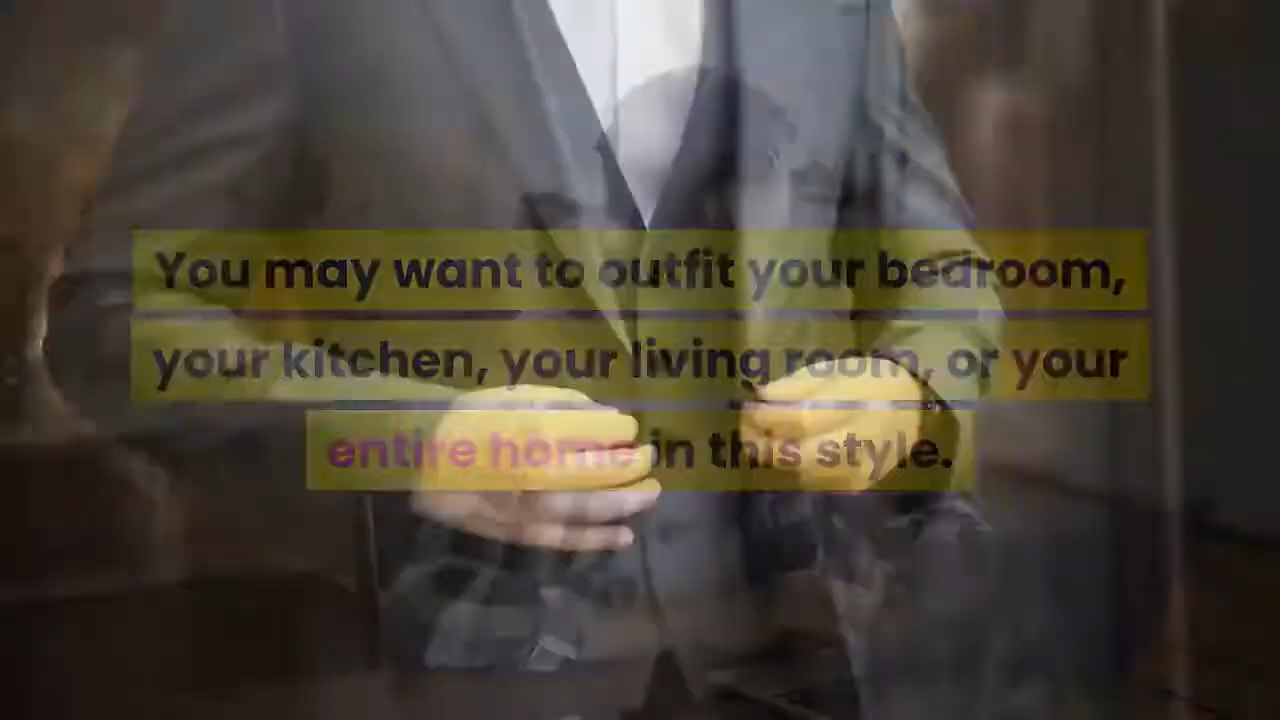 You may want to outfit your bedroom,
your kitchen, your living room, or your
entire home in this style.